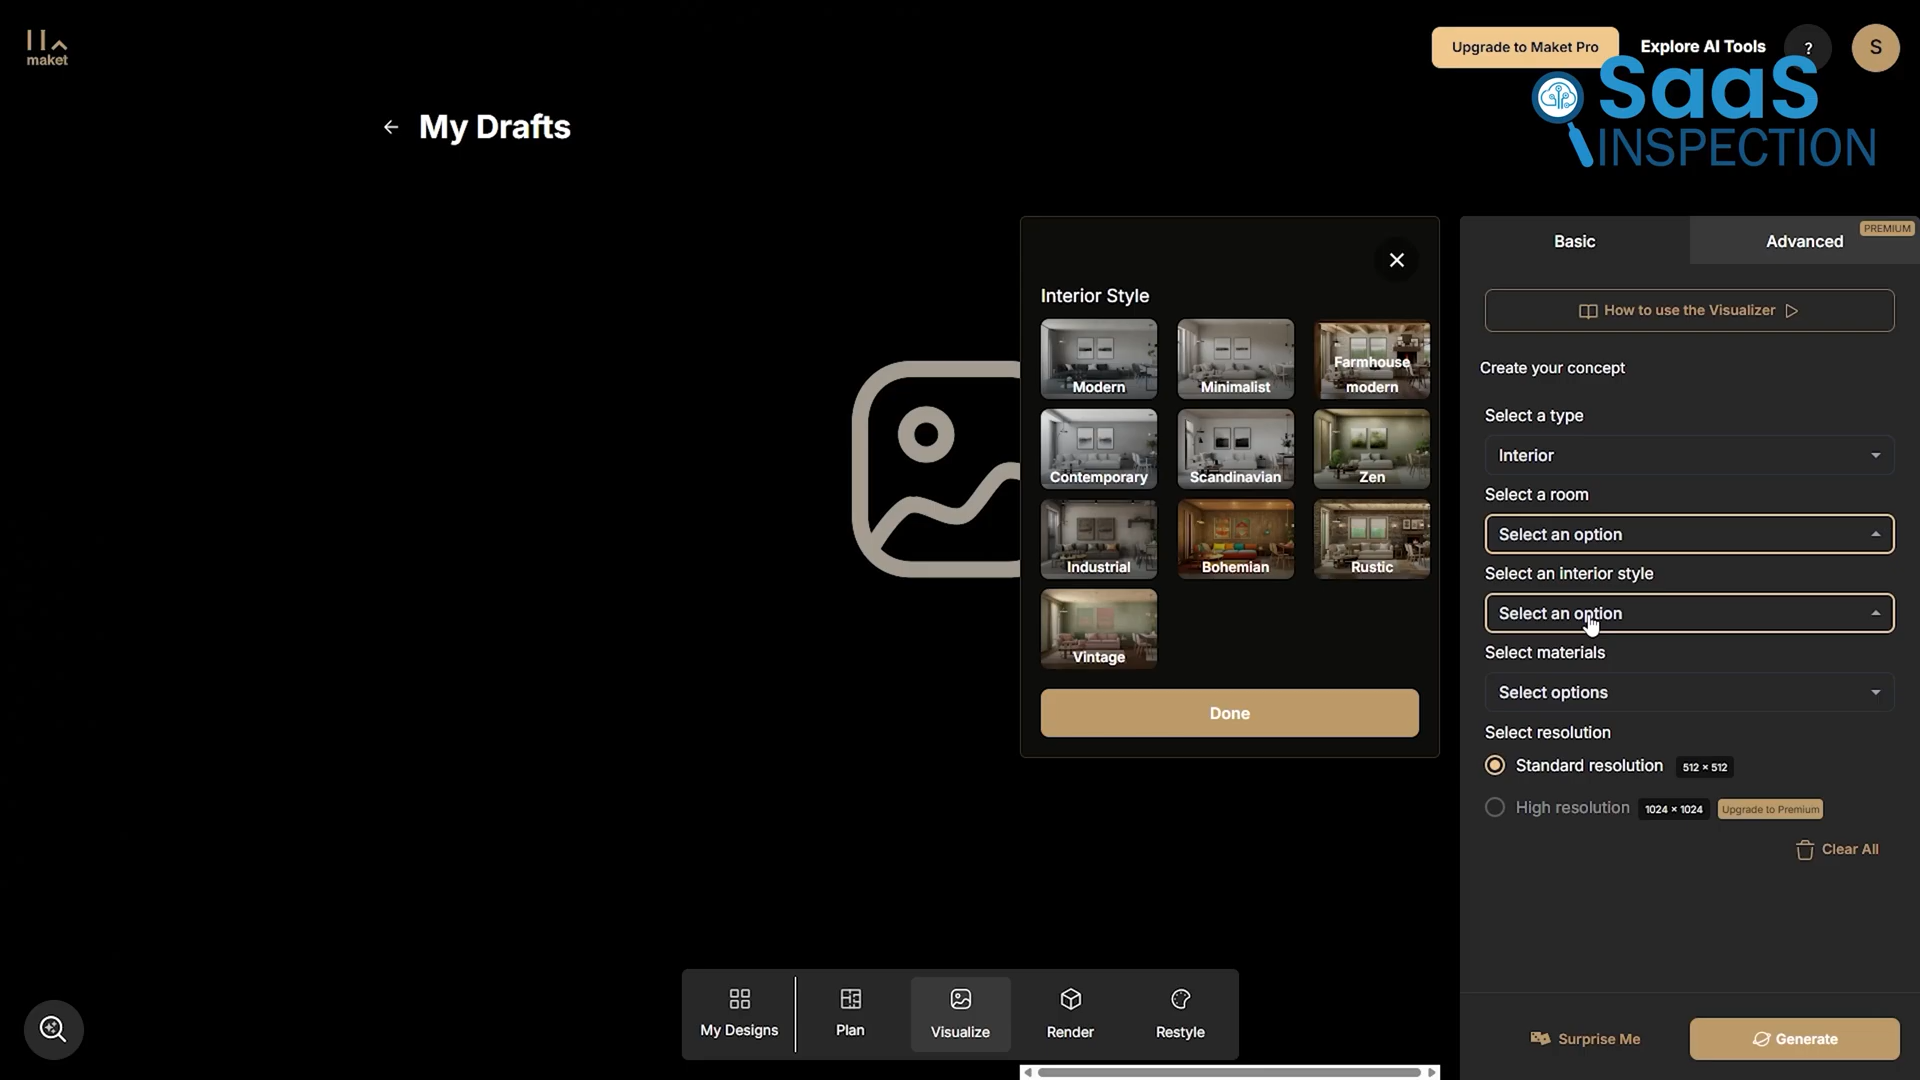 maket
Upgrade to Maket Pro
Explore AI Tools
?
S
SaaS
INSPECTION
My Drafts
Interior Style
Modern
Minimalist
Farmhouse
modern
Contemporary
Scandinavian
Zen
Industrial
Bohemian
Rustic
Vintage
Done
Basic
Advanced
PREMIUM
How to use the Visualizer
Create your concept
Select a type
Interior
Select a room
Select an option
Select an interior style
Select an option
Select materials
Select options
Select resolution
Standard resolution 512 × 512
High resolution 1024 × 1024 Upgrade to Premium
Clear All
My Designs
Plan
Visualize
Render
Restyle
Surprise Me
Generate